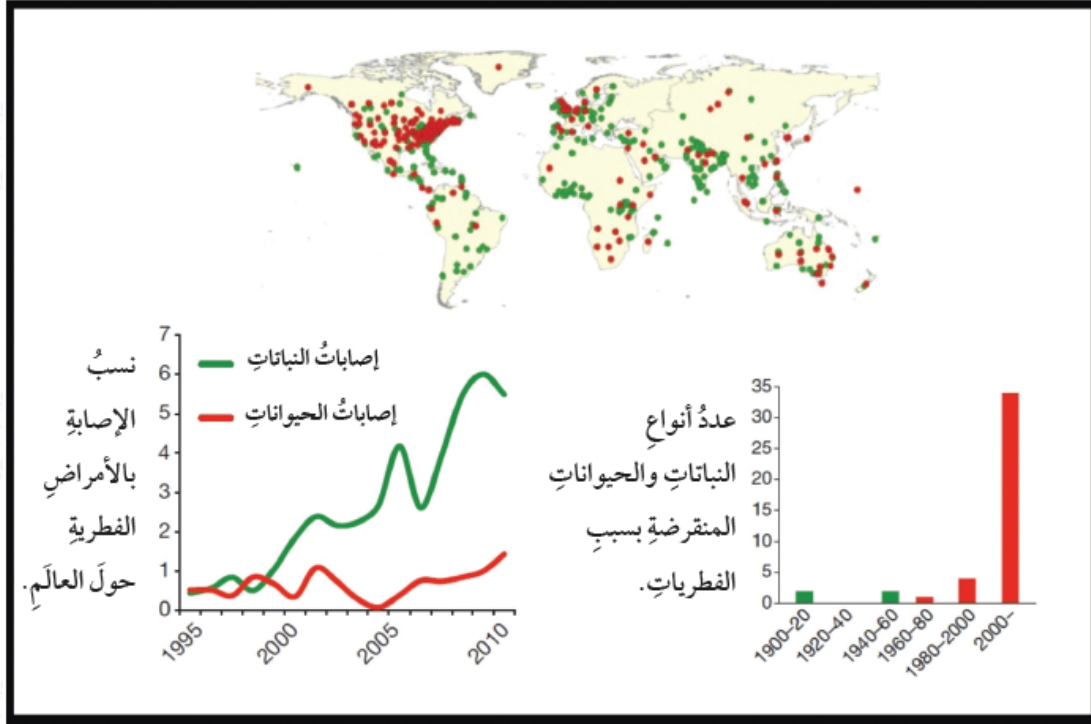 نسبُ
الإصابةِ
بالأمراضِ
الفطريةِ
حولَ العالَمِ.
7
6
5
4
3
2
1
0
إصاباتُ النباتاتِ
إصاباتُ الحيواناتِ
1995
2000
2005
2010
عددُ أنواعِ
النباتاتِ والحيواناتِ
المنقرضةِ بسببِ
الفطرياتِ.
35
30
25
20
15
10
5
0
1900–20
1920–40
1940–60
1960–80
1980–2000
2000–